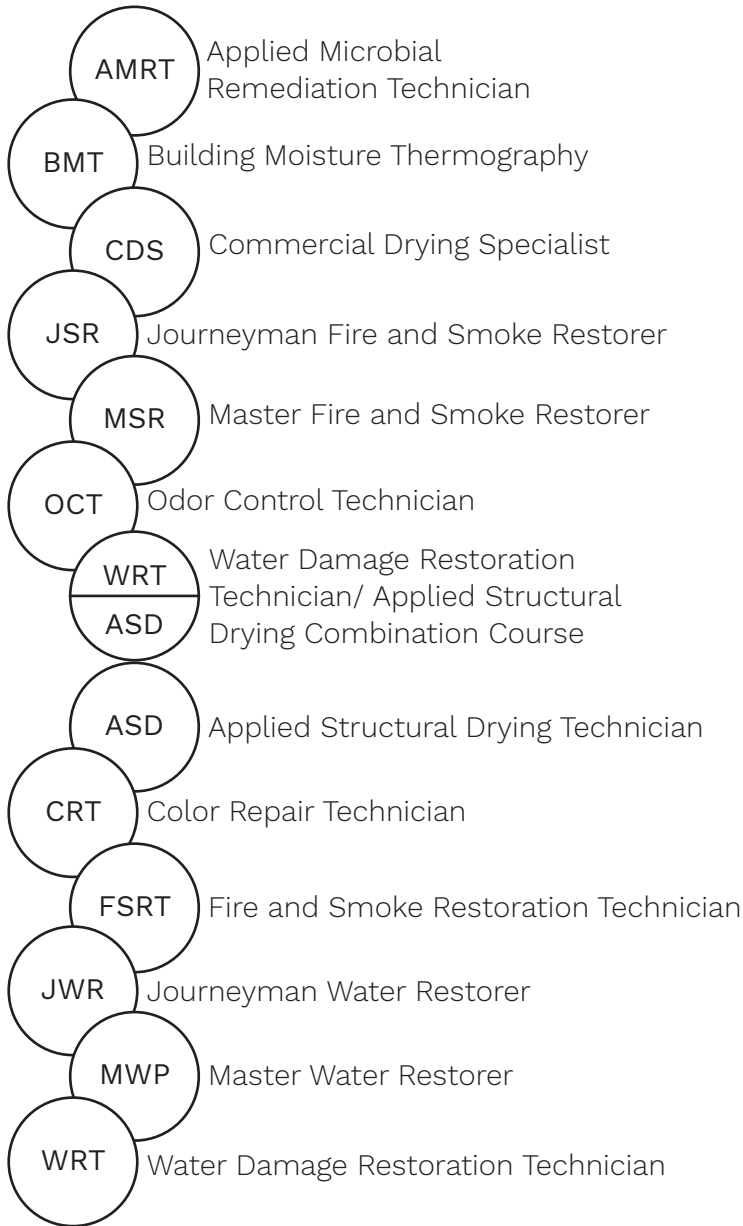 AMRT
Applied Microbial
Remediation Technician
BMT
Building Moisture Thermography
CDS
Commercial Drying Specialist
JSR
Journeyman Fire and Smoke Restorer
MSR
Master Fire and Smoke Restorer
OCT
Odor Control Technician
WRT
ASD
Water Damage Restoration
Technician/ Applied Structural
Drying Combination Course
ASD
Applied Structural Drying Technician
CRT
Color Repair Technician
FSRT
Fire and Smoke Restoration Technician
JWR
Journeyman Water Restorer
MWP
Master Water Restorer
WRT
Water Damage Restoration Technician